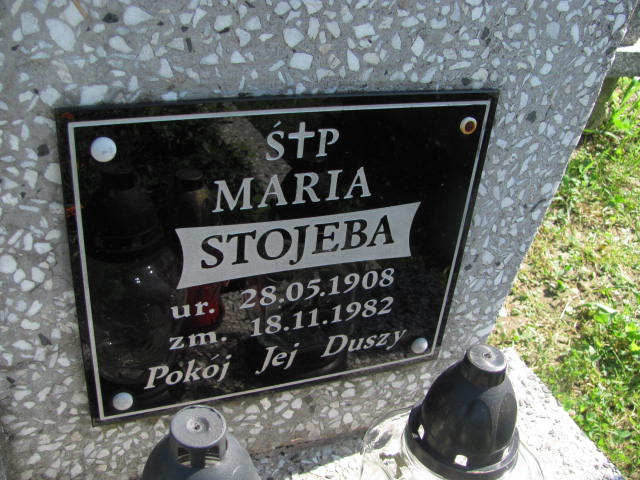 Ś✝P
MARIA
STOJEBA
ur. 28.05.1908
zm. 18.11.1982
Pokój Jej Duszy